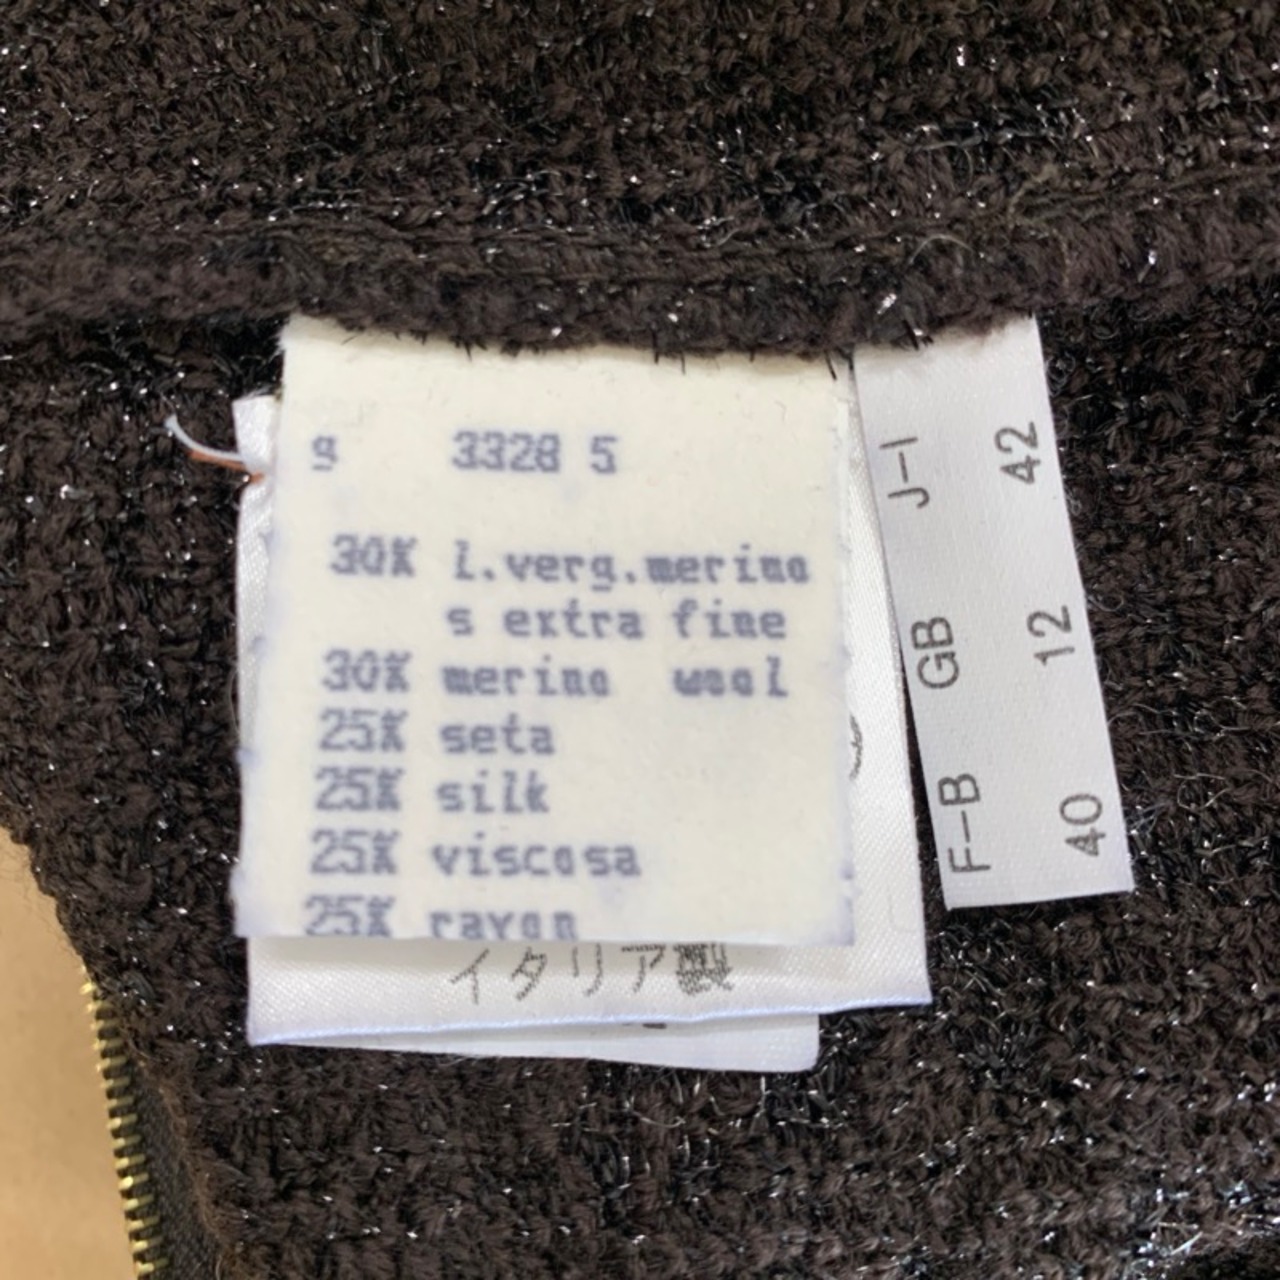 g 3328 5
30% l.verg.merino
s extra fine
30% merino wool
25% seta
25% silk
25% viscosa
25% rayon
イタリア製
J-I 42
GB 12
F-B 40